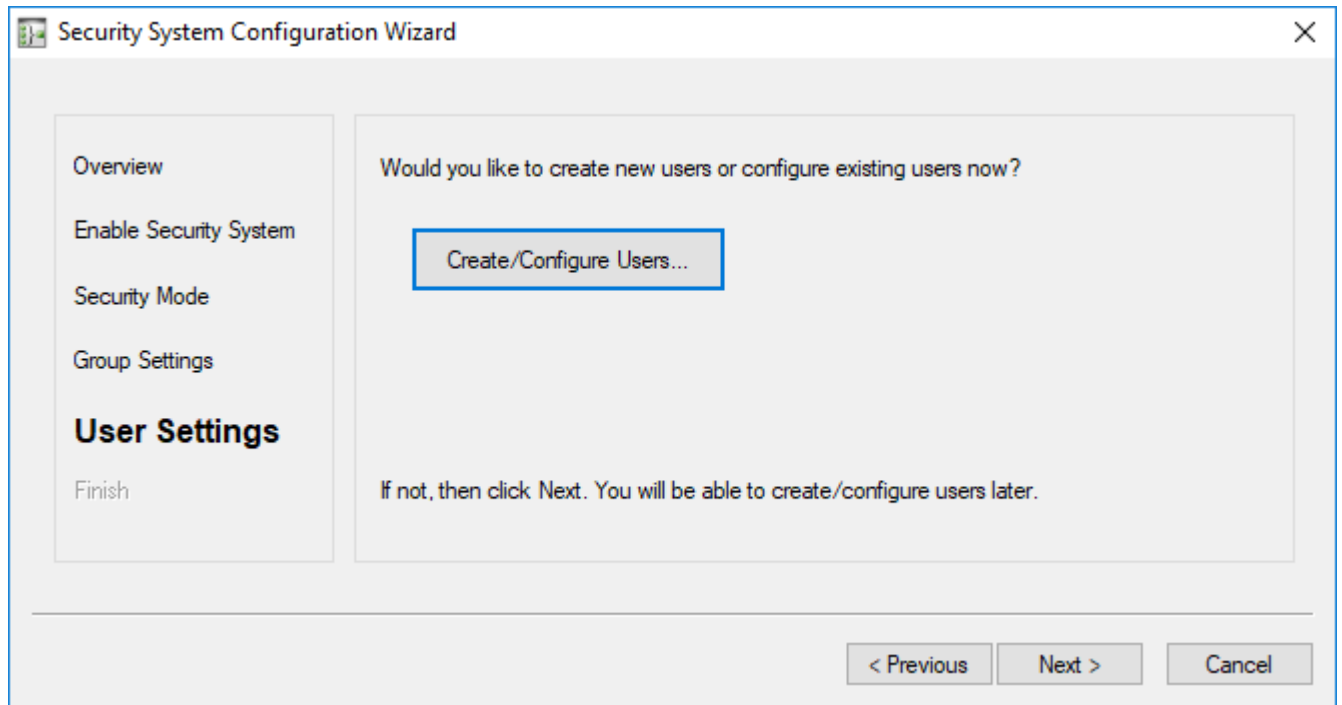 Security System Configuration Wizard
Overview
Enable Security System
Security Mode
Group Settings
User Settings
Finish
Would you like to create new users or configure existing users now?
Create/Configure Users...
If not, then click Next. You will be able to create/configure users later.
< Previous
Next >
Cancel